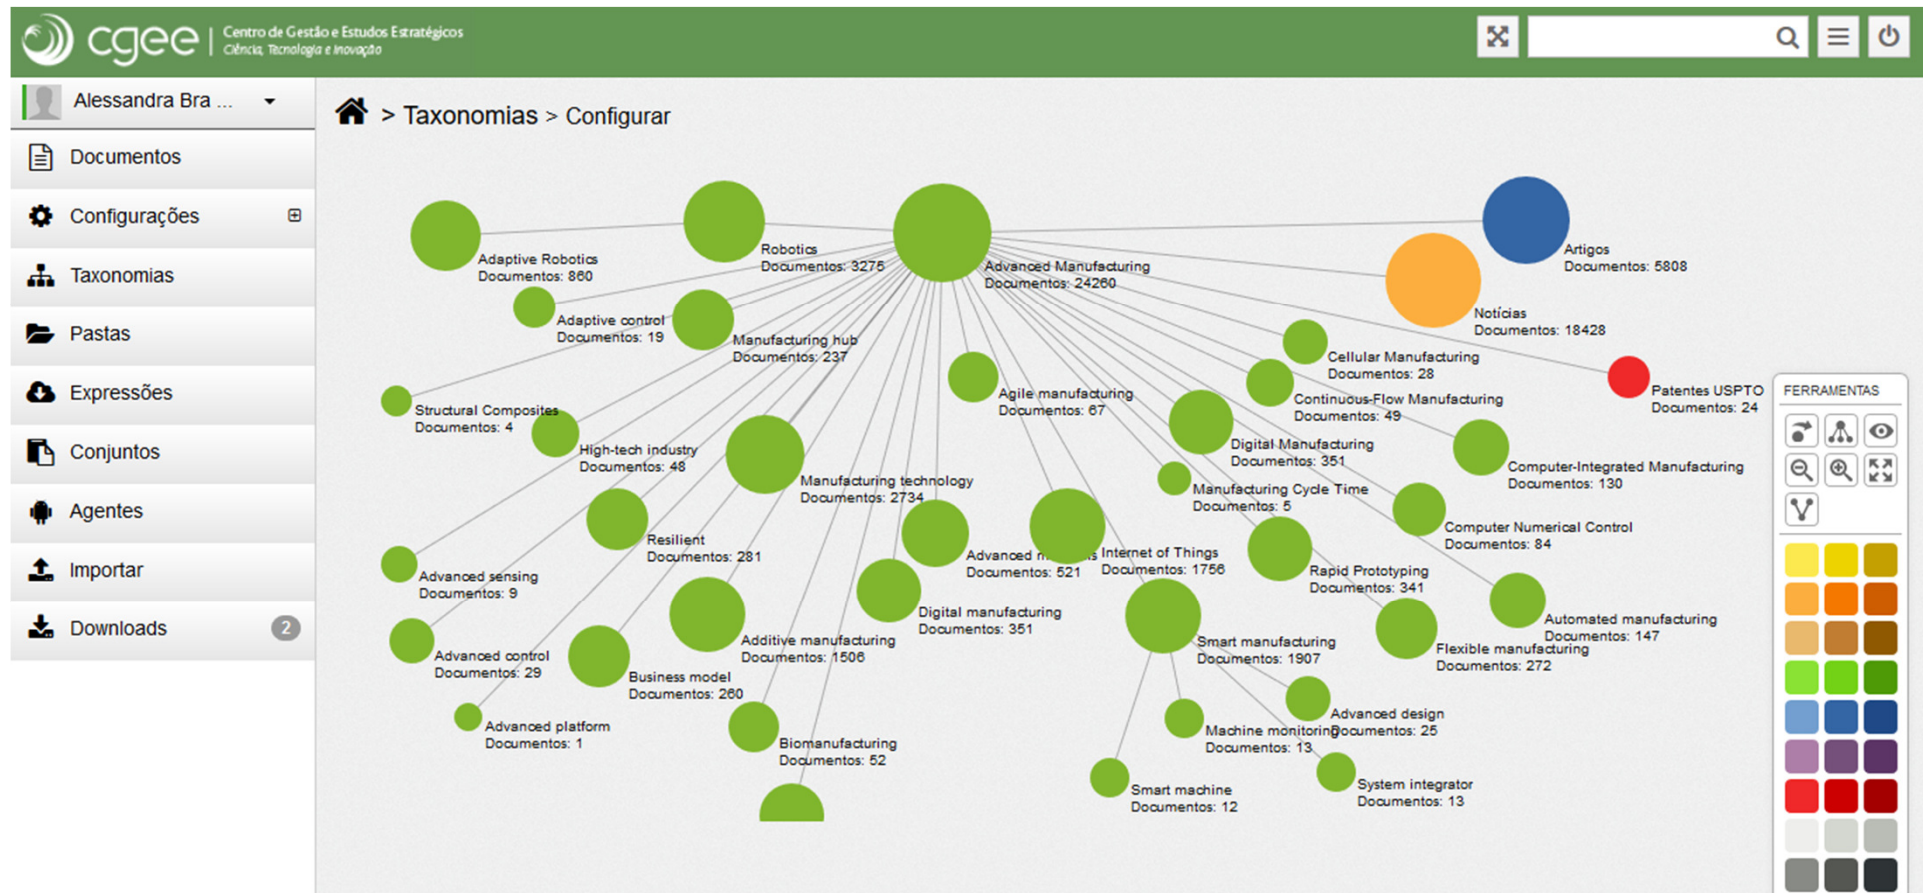 cgee
Centro de Gestão e Estudos Estratégicos
Ciência, Tecnologia e Inovação
Alessandra Bra ...
> Taxonomias > Configurar
Documentos
Configurações
Taxonomias
Pastas
Expressões
Conjuntos
Agentes
Importar
Downloads
2
Adaptive Robotics
Documentos: 860
Robotics
Documentos: 3275
Advanced Manufacturing
Documentos: 24260
Artigos
Documentos: 5808
Notícias
Documentos: 18428
Adaptive control
Documentos: 19
Manufacturing hub
Documentos: 237
Cellular Manufacturing
Documentos: 28
Patentes USPTO
Documentos: 24
Agile manufacturing
Documentos: 67
Continuous-Flow Manufacturing
Documentos: 49
Structural Composites
Documentos: 4
High-tech industry
Documentos: 48
Digital Manufacturing
Documentos: 351
Computer-Integrated Manufacturing
Documentos: 130
Manufacturing technology
Documentos: 2734
Manufacturing Cycle Time
Documentos: 5
Computer Numerical Control
Documentos: 84
Resilient
Documentos: 281
Advanced
Documentos: 521
Internet of Things
Documentos: 1756
Rapid Prototyping
Documentos: 341
Advanced sensing
Documentos: 9
Digital manufacturing
Documentos: 351
Automated manufacturing
Documentos: 147
Additive manufacturing
Documentos: 1506
Smart manufacturing
Documentos: 1907
Flexible manufacturing
Documentos: 272
Advanced control
Documentos: 29
Business model
Documentos: 260
Advanced platform
Documentos: 1
Biomanufacturing
Documentos: 52
Machine monitoring
Documentos: 13
Advanced design
Documentos: 25
Smart machine
Documentos: 12
System integrator
Documentos: 13
FERRAMENTAS